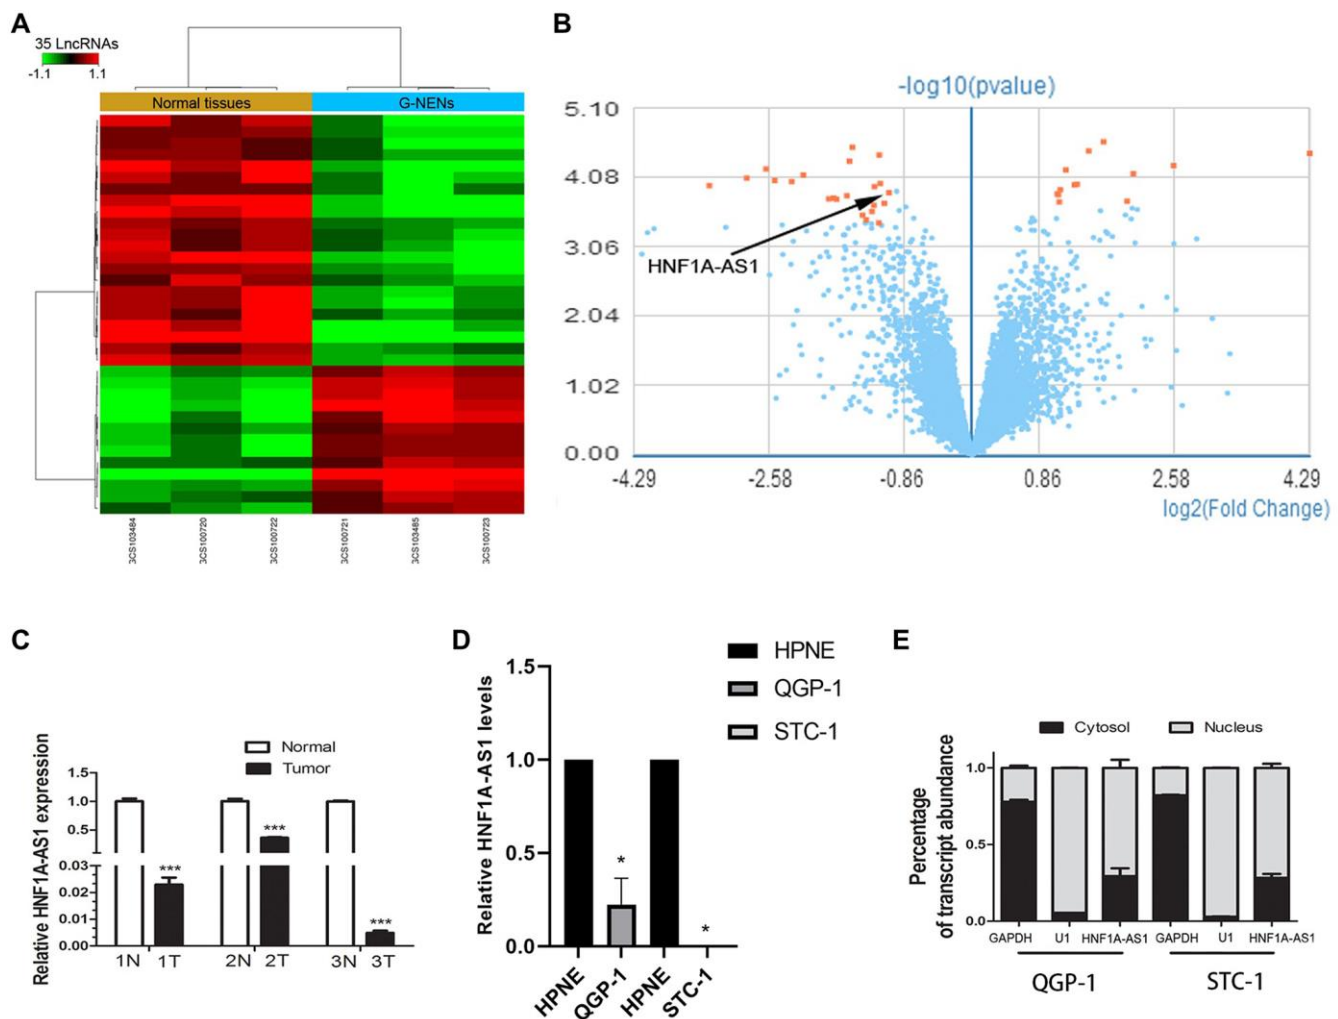 A
35 LncRNAs
-1.1 1.1
Normal tissues G-NENs
3CS103484 3CS100720 3CS100722 3CS100721 3CS103485 3CS100723
B
-log10(pvalue)
5.10
4.08
3.06
2.04
1.02
0.00
HNF1A-AS1
-4.29 -2.58 -0.86 0.86 2.58 4.29
log2(Fold Change)
C
Normal
Tumor
Relative HNF1A-AS1 expression
1.5
1.0
0.5
0.03
0.02
0.01
0.00
***
***
***
1N 1T 2N 2T 3N 3T
D
HPNE
QGP-1
STC-1
Relative HNF1A-AS1 levels
1.5
1.0
0.5
0.0
*
*
HPNE QGP-1 HPNE STC-1
E
Cytosol Nucleus
Percentage
of transcript abundance
1.0
0.5
0.0
GAPDH U1 HNF1A-AS1 GAPDH U1 HNF1A-AS1
QGP-1 STC-1